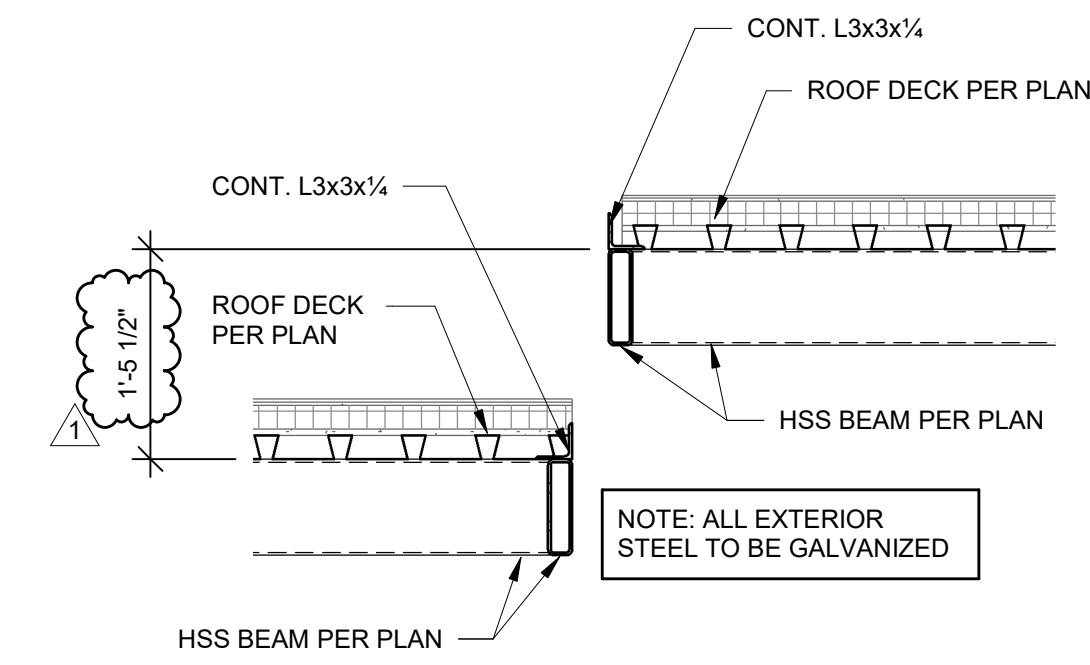 CONT. L3x3x¼
ROOF DECK PER PLAN
CONT. L3x3x¼
ROOF DECK
PER PLAN
1'-5 1/2"
1
HSS BEAM PER PLAN
NOTE: ALL EXTERIOR
STEEL TO BE GALVANIZED
HSS BEAM PER PLAN